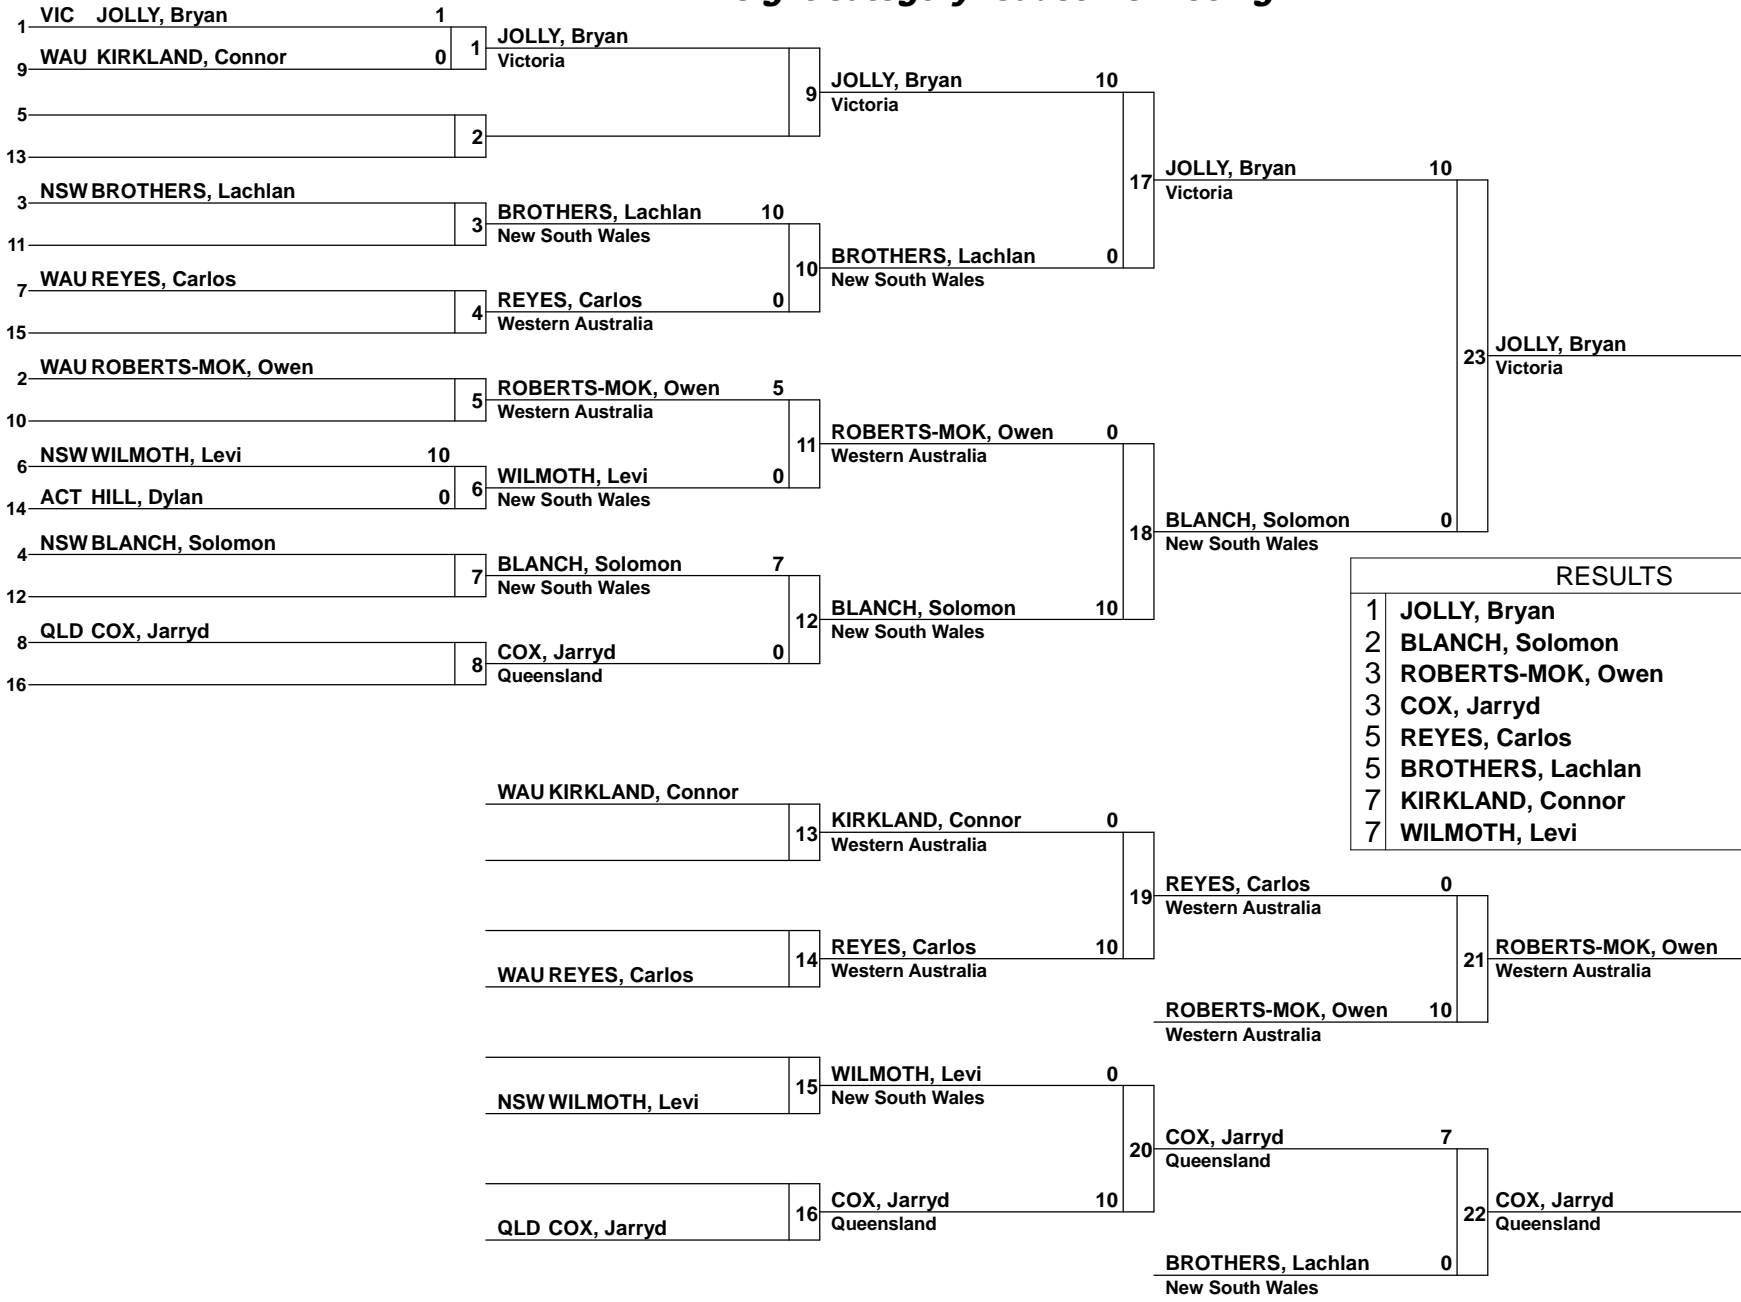 1 VIC JOLLY, Bryan 1
9 WAU KIRKLAND, Connor 0
1
JOLLY, Bryan
Victoria
5
13
2
9
JOLLY, Bryan 10
Victoria
3 NSW BROTHERS, Lachlan
11
3
BROTHERS, Lachlan 10
New South Wales
7 WAU REYES, Carlos
15
4
REYES, Carlos 0
Western Australia
10
BROTHERS, Lachlan 0
New South Wales
17
JOLLY, Bryan 10
Victoria
2 WAU ROBERTS-MOK, Owen
10
5
ROBERTS-MOK, Owen 5
Western Australia
6 NSW WILMOTH, Levi 10
14 ACT HILL, Dylan 0
6
WILMOTH, Levi 0
New South Wales
11
ROBERTS-MOK, Owen 0
Western Australia
4 NSW BLANCH, Solomon
12
7
BLANCH, Solomon 7
New South Wales
8 QLD COX, Jarryd
16
8
COX, Jarryd 0
Queensland
12
BLANCH, Solomon 10
New South Wales
18
BLANCH, Solomon 0
New South Wales
23
JOLLY, Bryan
Victoria
RESULTS
1 JOLLY, Bryan
2 BLANCH, Solomon
3 ROBERTS-MOK, Owen
3 COX, Jarryd
5 REYES, Carlos
5 BROTHERS, Lachlan
7 KIRKLAND, Connor
7 WILMOTH, Levi
WAU KIRKLAND, Connor
13
KIRKLAND, Connor 0
Western Australia
WAU REYES, Carlos
14
REYES, Carlos 10
Western Australia
19
REYES, Carlos 0
Western Australia
ROBERTS-MOK, Owen 10
Western Australia
21
ROBERTS-MOK, Owen
Western Australia
NSW WILMOTH, Levi
15
WILMOTH, Levi 0
New South Wales
QLD COX, Jarryd
16
COX, Jarryd 10
Queensland
20
COX, Jarryd 7
Queensland
BROTHERS, Lachlan 0
New South Wales
22
COX, Jarryd
Queensland